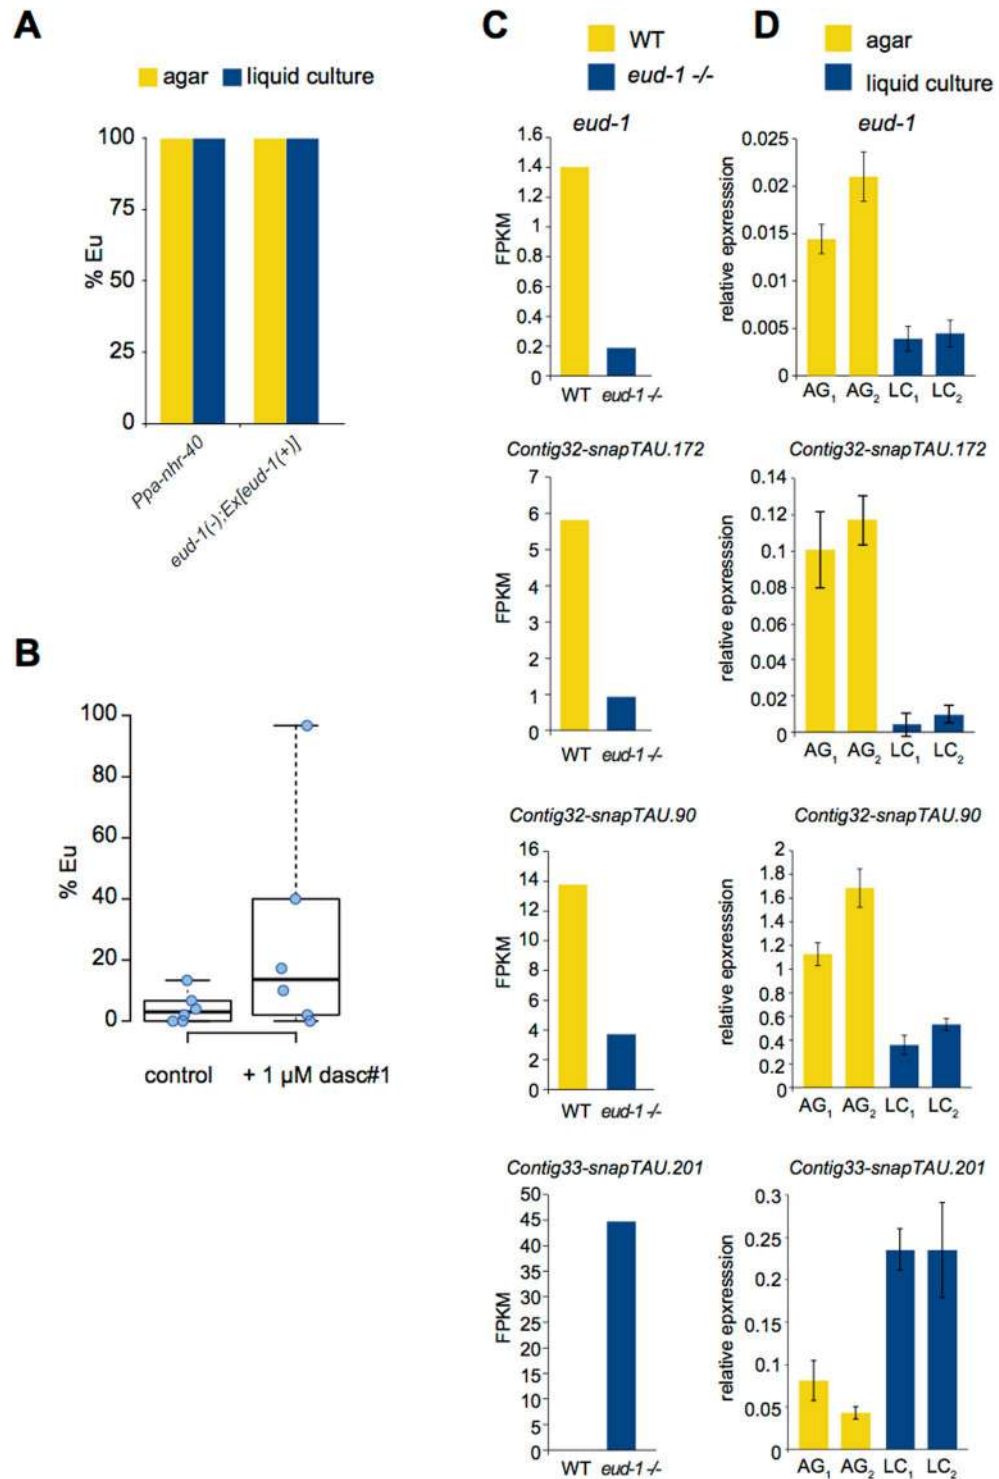 A
agar liquid culture
100
75
50
25
0
% Eu
Ppa-nhr-40
eud-1(-);Ex[eud-1(+)]
B
100
80
60
40
20
0
% Eu
control + 1 µM dasc#1
C
WT
eud-1 -/-
eud-1
1.6
1.4
1.2
1
0.8
0.6
0.4
0.2
0
FPKM
WT eud-1 -/-
Contig32-snapTAU.172
7
6
5
4
3
2
1
0
FPKM
WT eud-1 -/-
Contig32-snapTAU.90
16
14
12
10
8
6
4
2
0
FPKM
WT eud-1 -/-
Contig33-snapTAU.201
50
45
40
35
30
25
20
15
10
5
0
FPKM
WT eud-1 -/-
D
agar
liquid culture
eud-1
0.025
0.02
0.015
0.01
0.005
0
relative epxresssion
AG₁ AG₂ LC₁ LC₂
Contig32-snapTAU.172
0.14
0.12
0.1
0.08
0.06
0.04
0.02
0
relative epxresssion
AG₁ AG₂ LC₁ LC₂
Contig32-snapTAU.90
2
1.8
1.6
1.4
1.2
1
0.8
0.6
0.4
0.2
0
relative epxresssion
AG₁ AG₂ LC₁ LC₂
Contig33-snapTAU.201
0.3
0.25
0.2
0.15
0.1
0.05
0
relative epxresssion
AG₁ AG₂ LC₁ LC₂